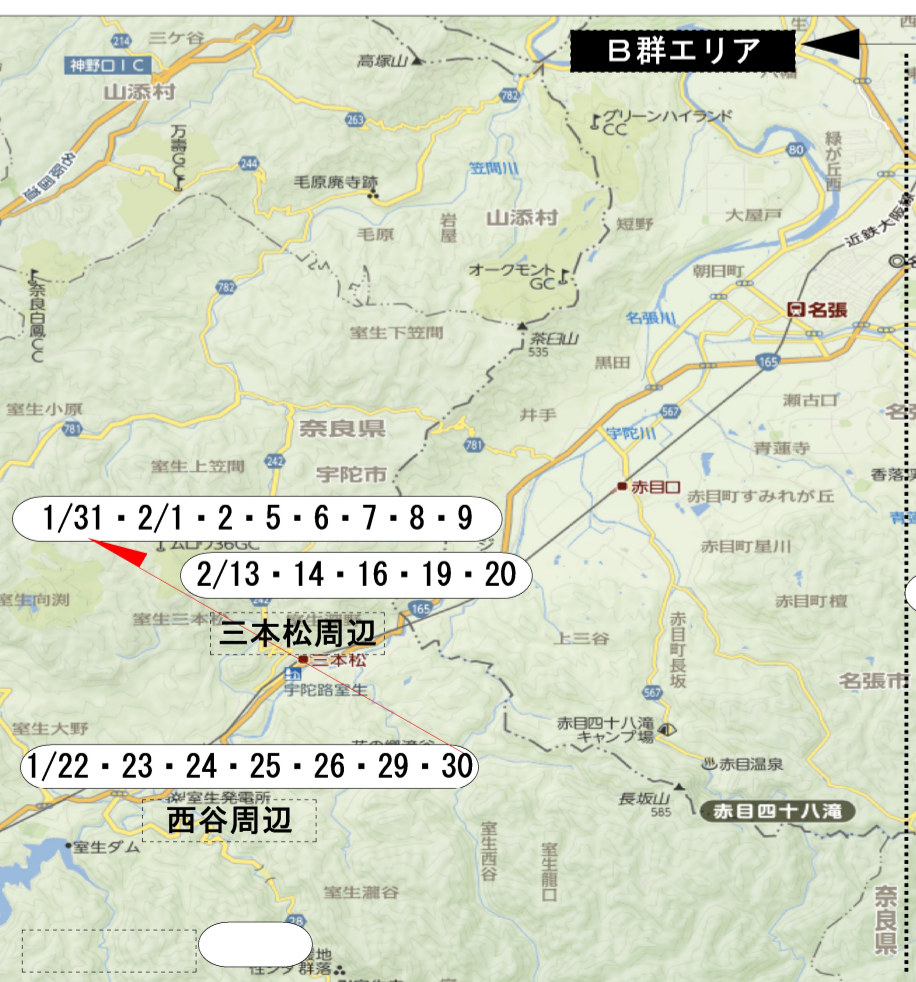 214
三ケ谷
神野口IC
山添村
高塚山
B群エリア
782
グリーンハイランド
CC
263
万壽GC
名阪国道
244
笠間川
80
緑が丘西
毛原廃寺跡
毛原
岩屋
山添村
短野
大屋戸
近鉄大阪線
オークモント
GC
朝日町
奈良白鳳CC
782
名張川
名張
室生下笠間
茶臼山
535
黒田
165
室生小原
781
奈良県
井手
567
瀬古口
宇陀川
781
青蓮寺
室生上笠間
242
宇陀市
赤目口
赤目町すみれが丘
1/31・2/1・2・5・6・7・8・9
ムロウ36GC
赤目町星川
2/13・14・16・19・20
室生向渕
242
165
赤目町檀
三本松周辺
上三谷
赤目町長坂
三本松
宇陀路室生
567
名張市
室生大野
赤目四十八滝
キャンプ場
1/22・23・24・25・26・29・30
赤目温泉
室生発電所
長坂山
585
赤目四十八滝
西谷周辺
室生ダム
室生西谷
室生龍口
室生瀧谷
28
奈良県